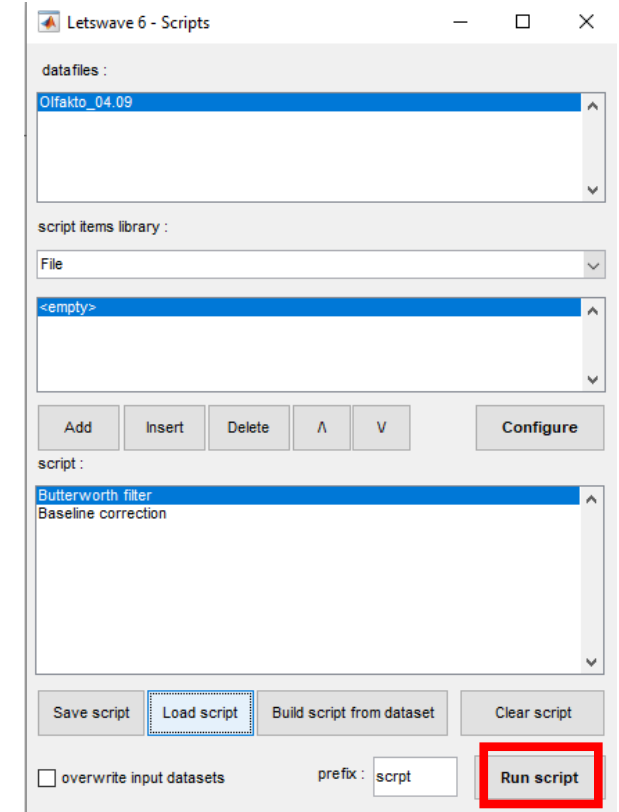 Letswave 6 - Scripts
datafiles :
Olfakto_04.09
script items library :
File
<empty>
Add Insert Delete /\ V Configure
script :
Butterworth filter
Baseline correction
Save script Load script Build script from dataset Clear script
overwrite input datasets prefix : scrpt Run script